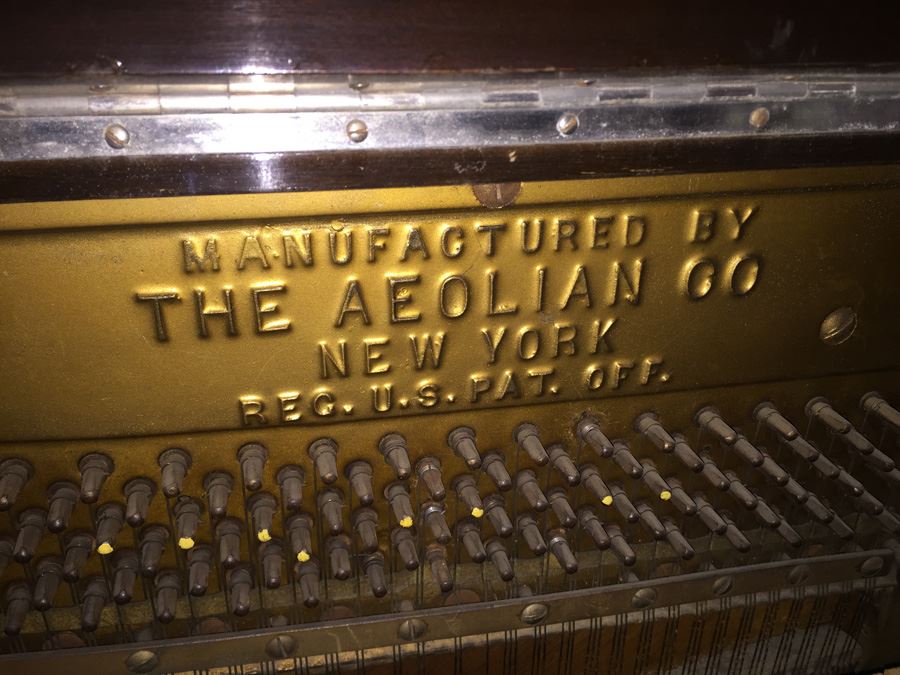 MANUFACTURED BY
THE AEOLIAN CO
NEW YORK
REG. U.S. PAT. OFF.